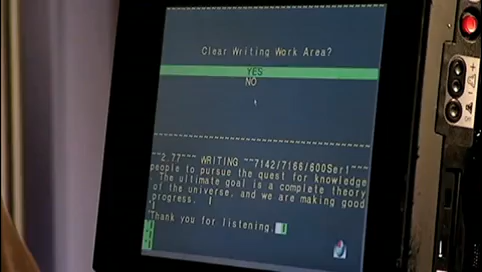 Clear Writing Work Area?
YES
NO
2.77 --- WRITING --7142/7166/600Ser1---
people to pursue the quest for knowledge
. The ultimate goal is a complete theory
of the universe, and we are making good
progress.
Thank you for listening.